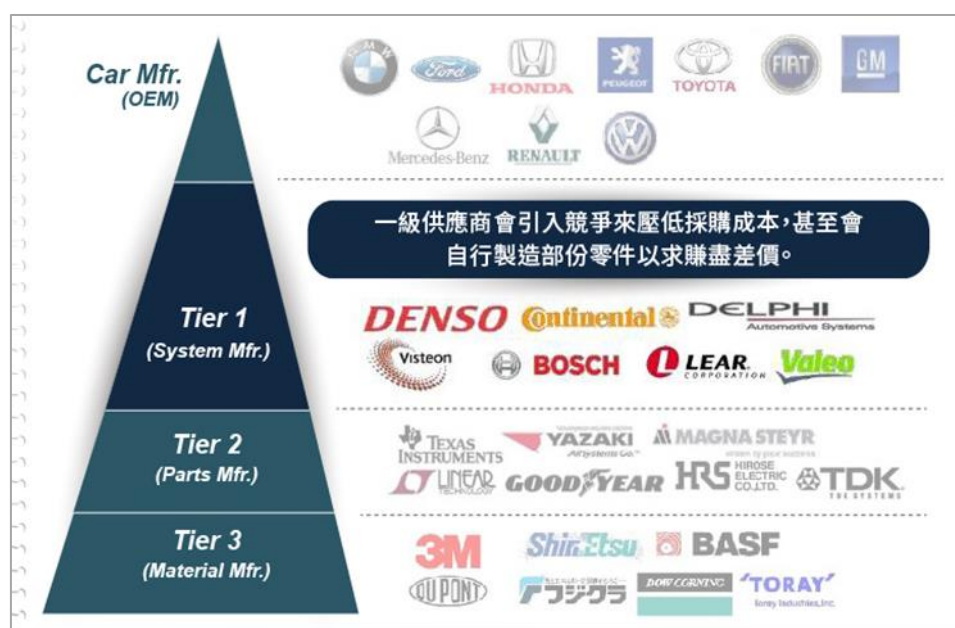 Car Mfr.
(OEM)
BMW
Ford
HONDA
PEUGEOT
TOYOTA
FIAT
GM
Mercedes-Benz
RENAULT
一級供應商會引入競爭來壓低採購成本,甚至會
自行製造部份零件以求賺盡差價。
Tier 1
(System Mfr.)
DENSO
Continental
DELPHI
Automotive Systems
Visteon
BOSCH
LEAR
CORPORATION
Valeo
Tier 2
(Parts Mfr.)
TEXAS
INSTRUMENTS
YAZAKI
MAGNA STEYR
LINEAR
TECHNOLOGY
GOODYEAR
HRS
HIROSE
ELECTRIC
CO.,LTD.
TDK
Tier 3
(Material Mfr.)
3M
ShinEtsu
BASF
DUPONT
フジクラ
DOW CORNING
'TORAY'
Toray Industries, Inc.